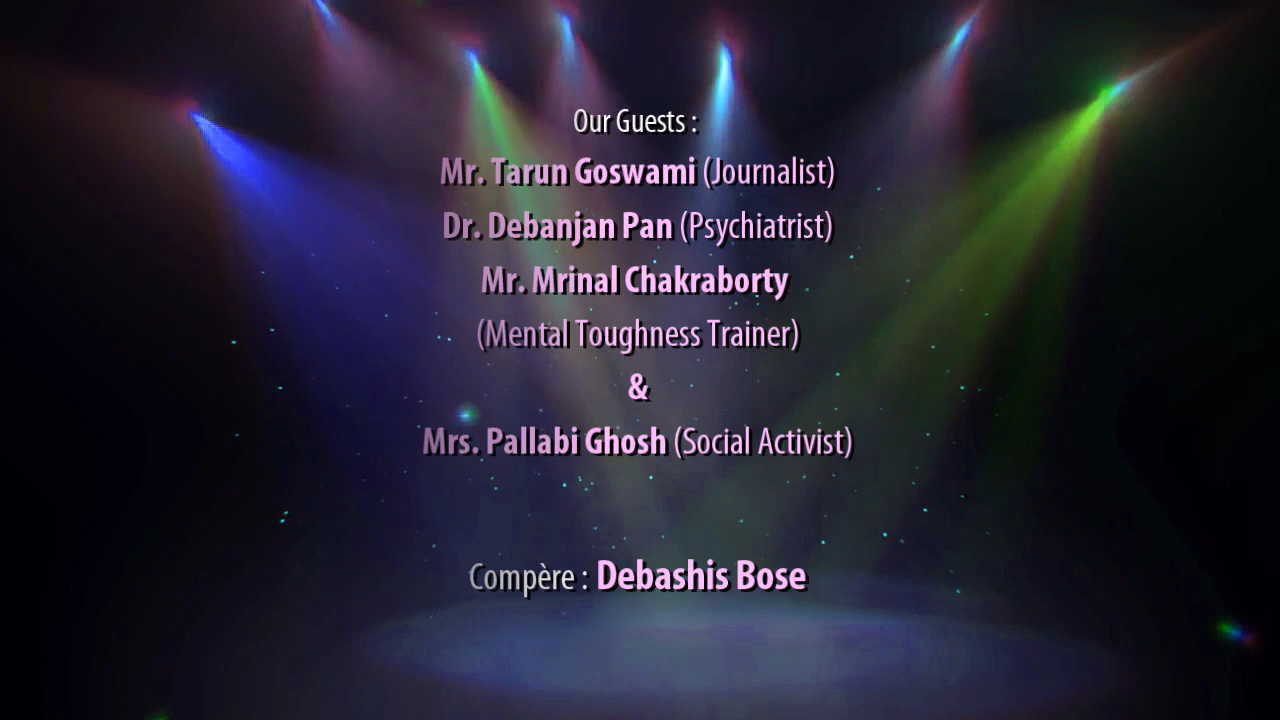 Our Guests :
Mr. Tarun Goswami (Journalist)
Dr. Debanjan Pan (Psychiatrist)
Mr. Mrinal Chakraborty
(Mental Toughness Trainer)
&
Mrs. Pallabi Ghosh (Social Activist)
Compère : Debashis Bose